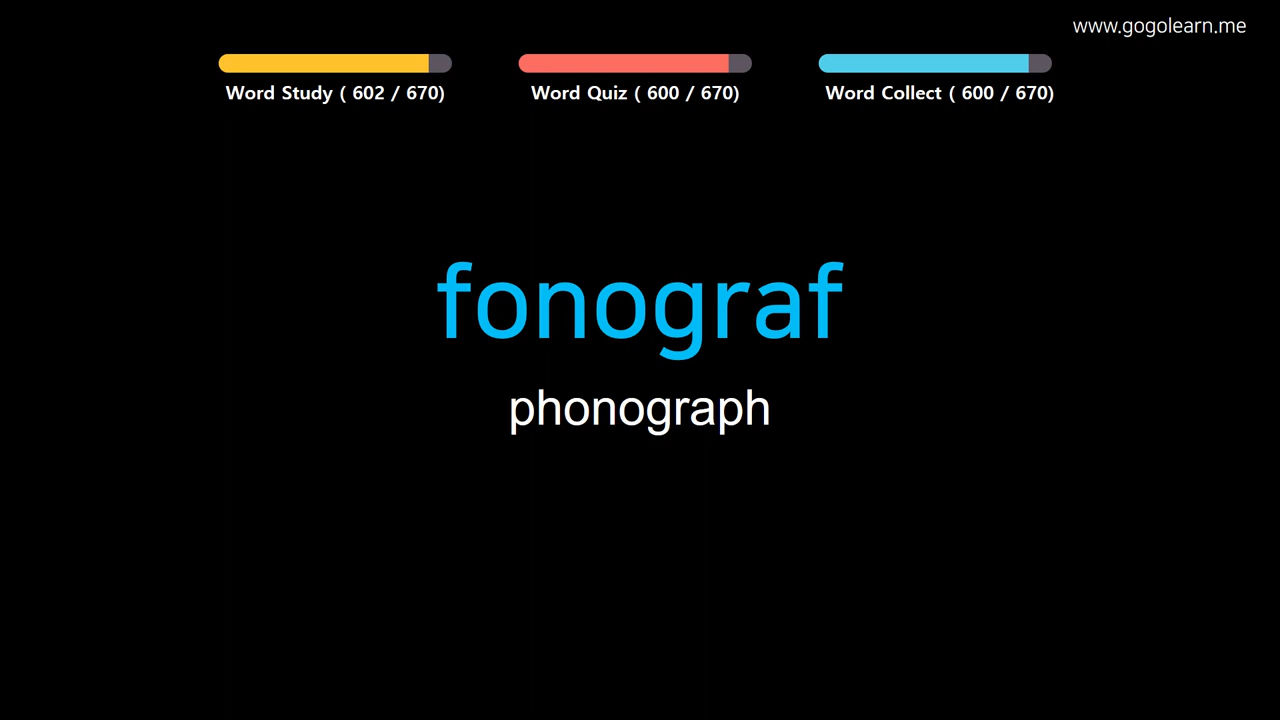 www.gogolearn.me
Word Study ( 602 / 670)
Word Quiz ( 600 / 670)
Word Collect ( 600 / 670)
fonograf
phonograph